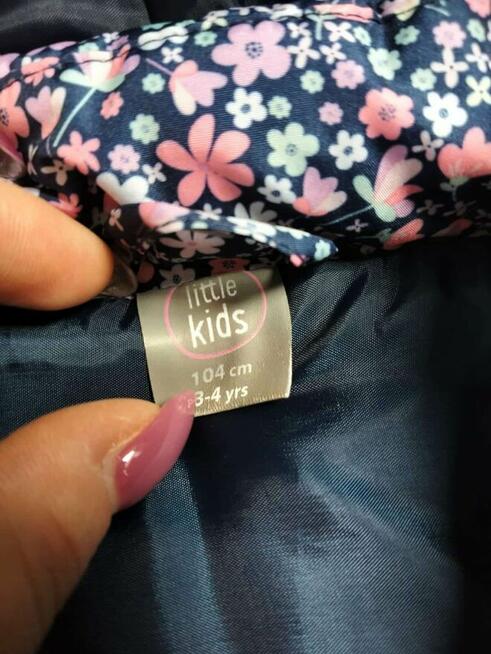 little
kids
104 cm
3-4 yrs